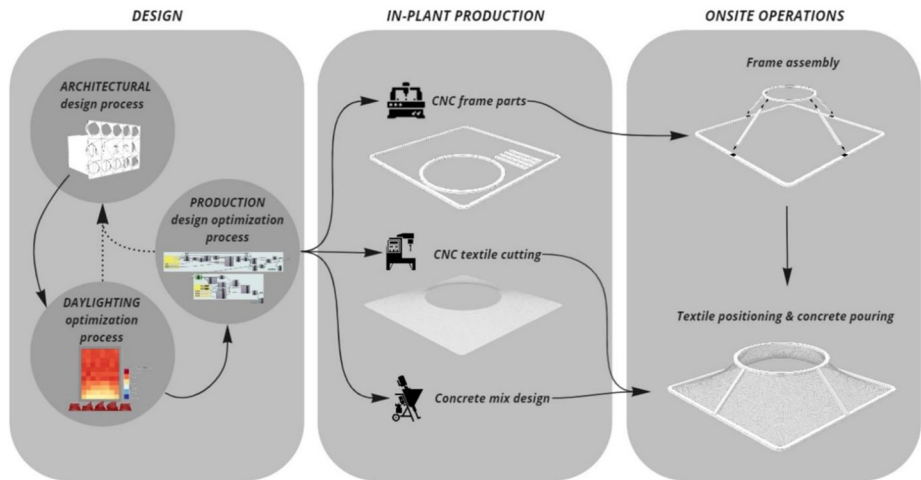 DESIGN
IN-PLANT PRODUCTION
ONSITE OPERATIONS
ARCHITECTURAL
design process
PRODUCTION
design optimization
process
DAYLIGHTING
optimization
process
CNC frame parts
CNC textile cutting
Concrete mix design
Frame assembly
Textile positioning & concrete pouring